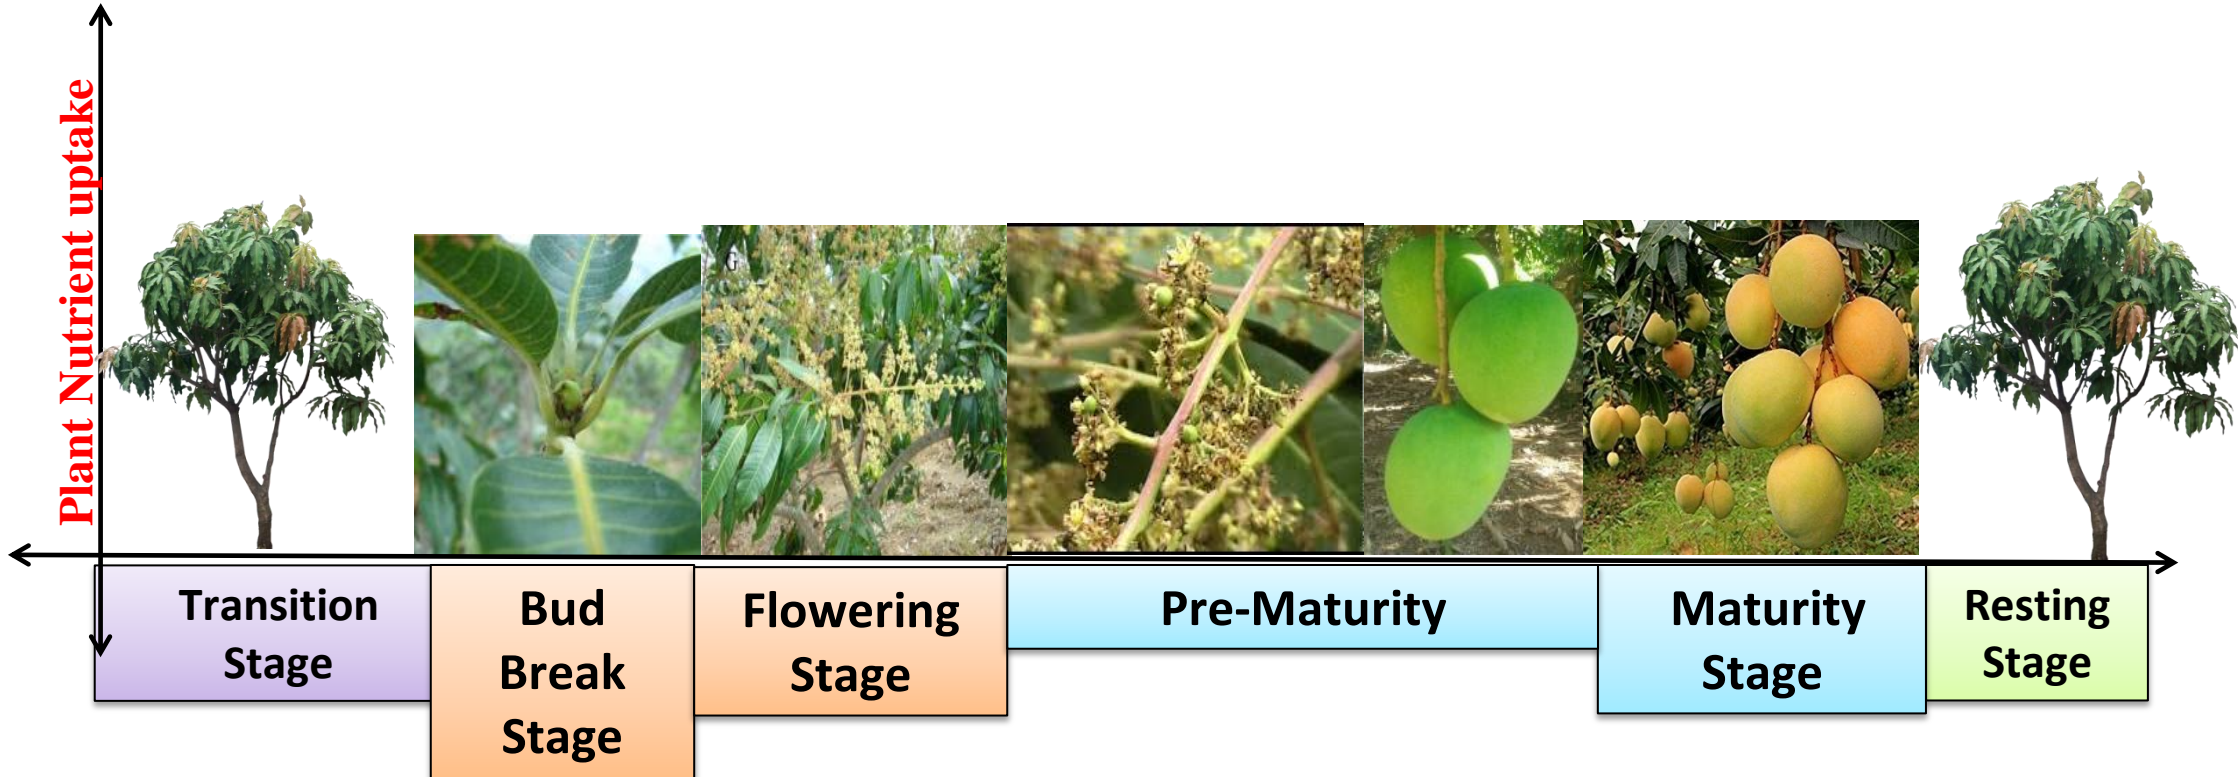 Plant Nutrient uptake
G
Transition
Stage
Bud
Break
Stage
Flowering
Stage
Pre-Maturity
Maturity
Stage
Resting
Stage